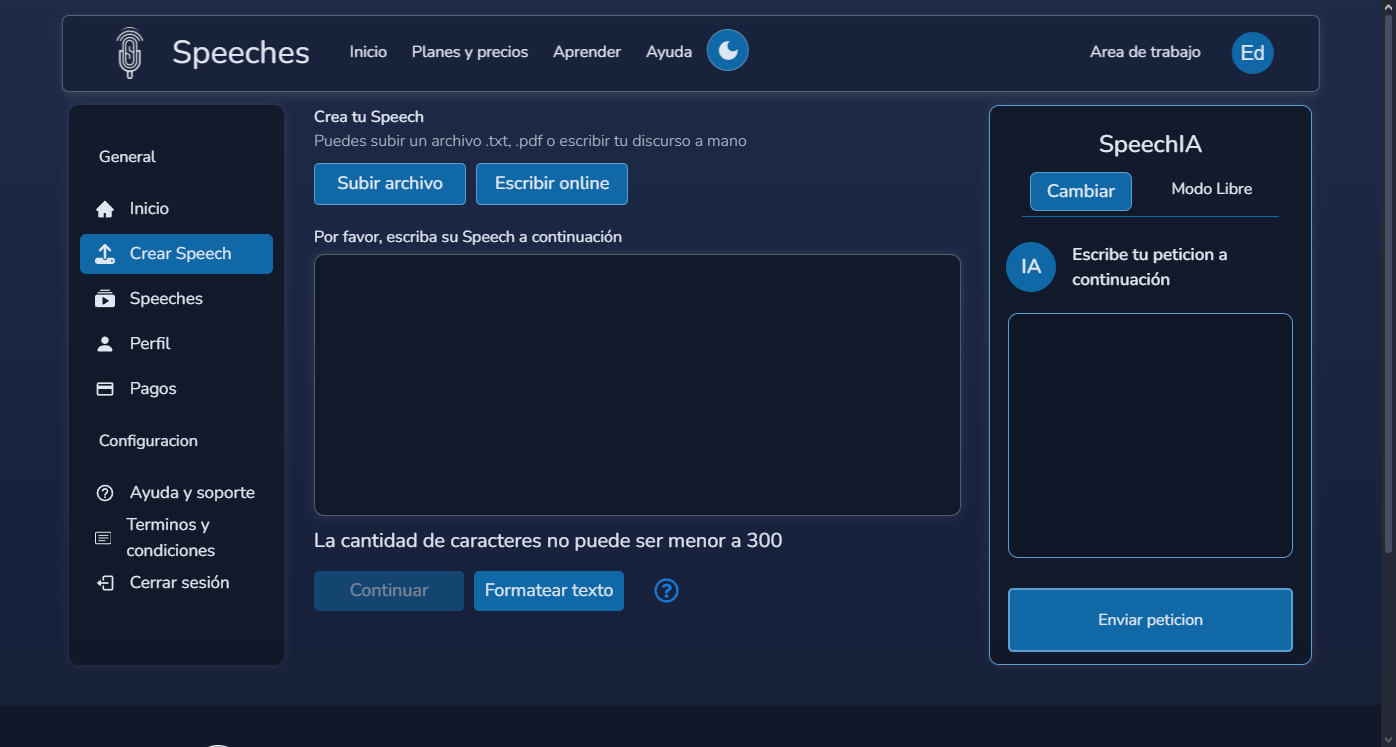 Speeches
Inicio
Planes y precios
Aprender
Ayuda
Area de trabajo
Ed
General
Inicio
Crear Speech
Speeches
Perfil
Pagos
Configuracion
Ayuda y soporte
Terminos y
condiciones
Cerrar sesión
Crea tu Speech
Puedes subir un archivo .txt, .pdf o escribir tu discurso a mano
Subir archivo
Escribir online
Por favor, escriba su Speech a continuación
La cantidad de caracteres no puede ser menor a 300
Continuar
Formatear texto
?
SpeechIA
Cambiar
Modo Libre
IA
Escribe tu peticion a
continuación
Enviar peticion